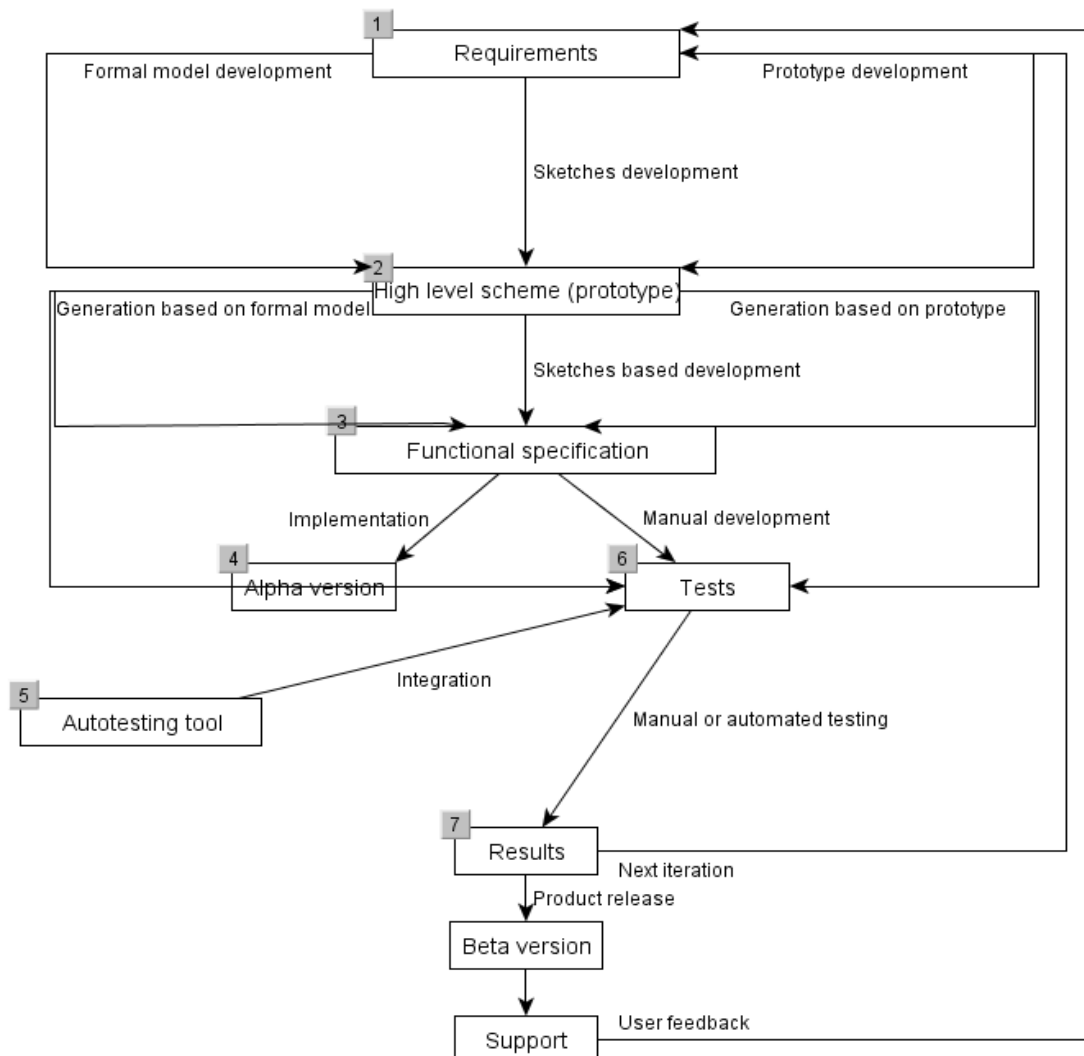 1
Requirements
Formal model development
Prototype development
Sketches development
2
High level scheme (prototype)
Generation based on formal model
Generation based on prototype
Sketches based development
3
Functional specification
Implementation
Manual development
4
Alpha version
6
Tests
Integration
5
Autotesting tool
Manual or automated testing
7
Results
Next iteration
Product release
Beta version
User feedback
Support